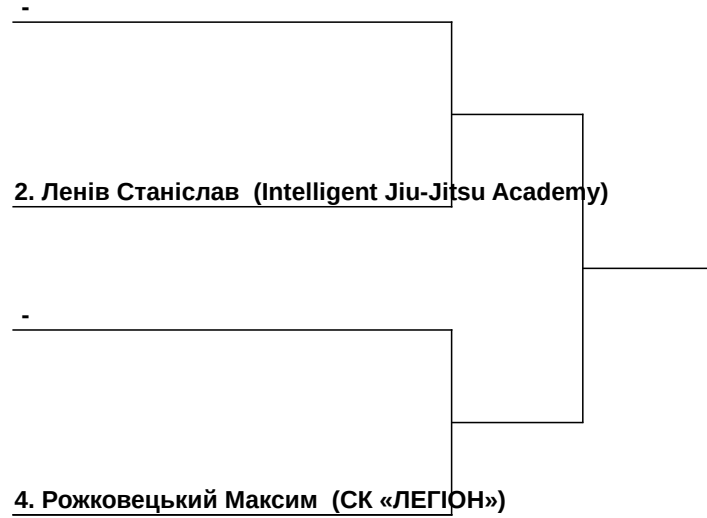 -
2. Ленів Станіслав (Intelligent Jiu-Jitsu Academy)
-
4. Рожковецький Максим (СК «ЛЕГІОН»)